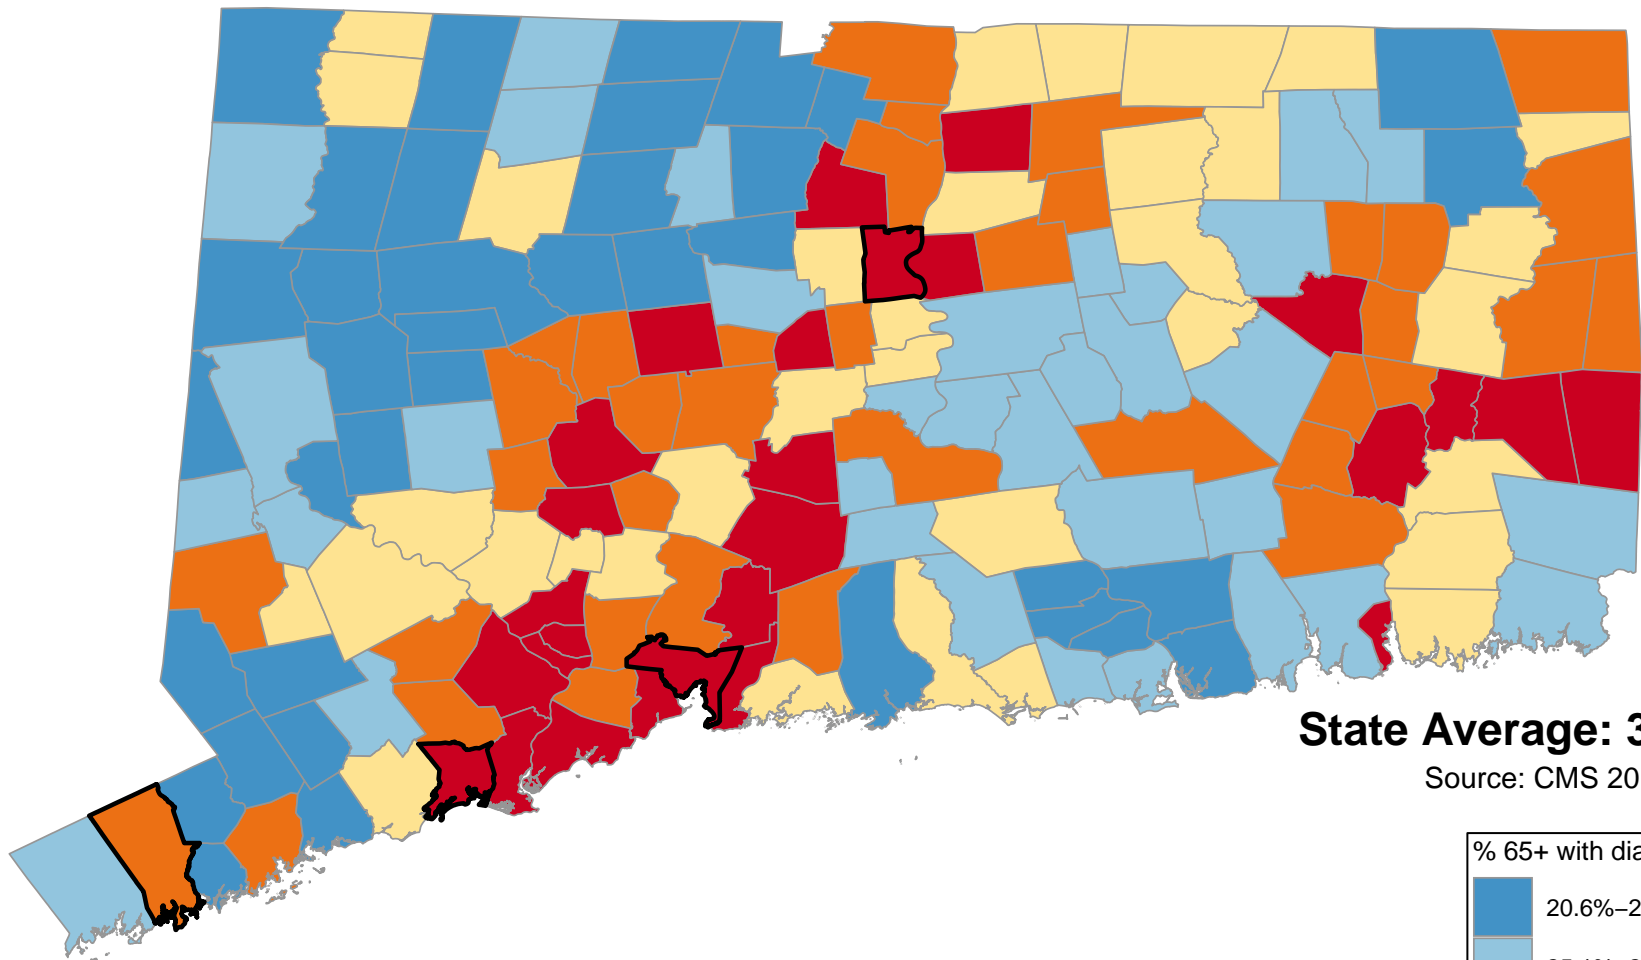 State Average: 3
Source: CMS 20
% 65+ with dia
20.6%–2